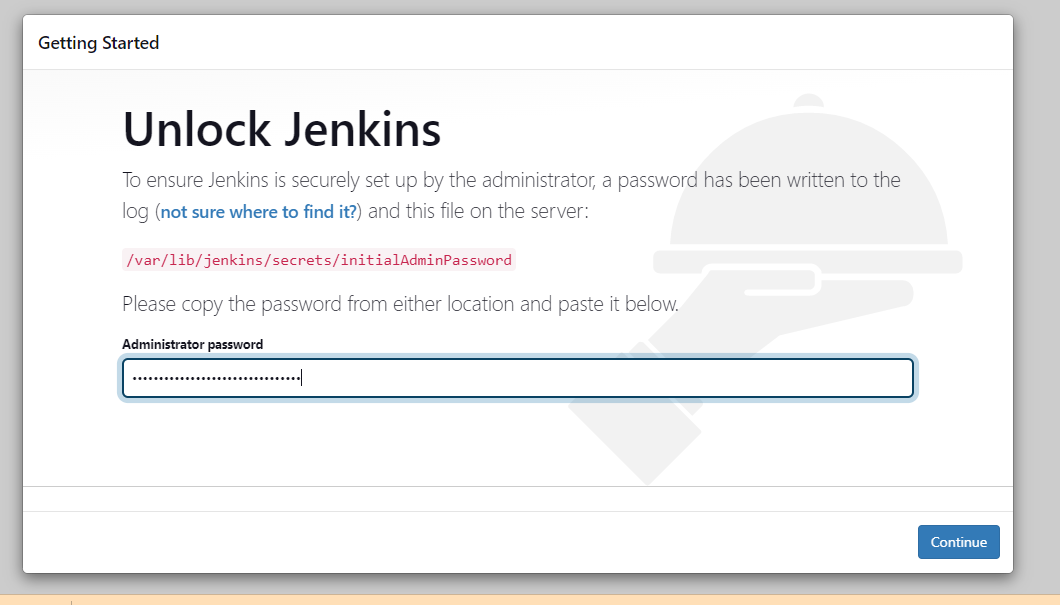 Getting Started
Unlock Jenkins
To ensure Jenkins is securely set up by the administrator, a password has been written to the
log (not sure where to find it?) and this file on the server:
/var/lib/jenkins/secrets/initialAdminPassword
Please copy the password from either location and paste it below.
Administrator password
••••••••••••••••••••••••••••••••
Continue